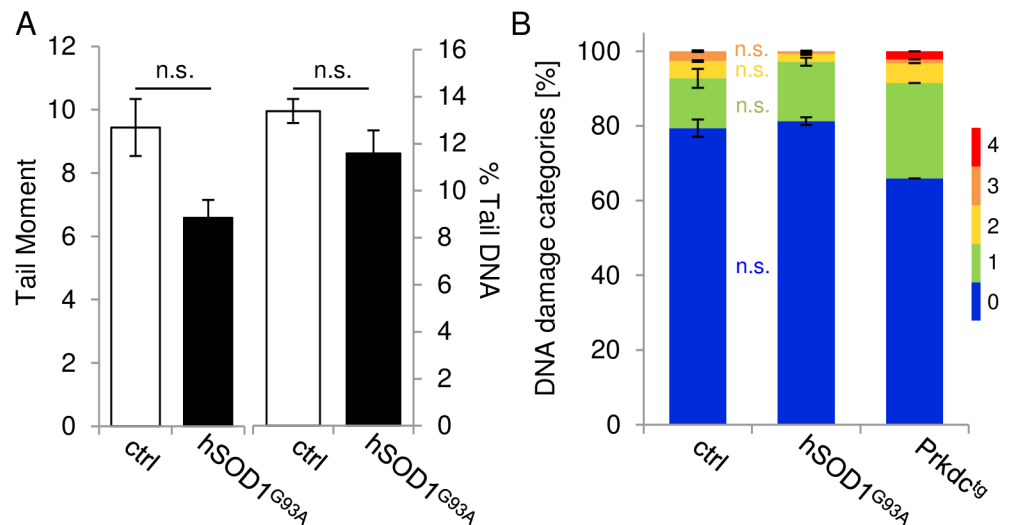 A
12
10
8
6
4
2
0
Tail Moment
n.s.
n.s.
16
14
12
10
8
6
4
2
0
% Tail DNA
ctrl
hSOD1G93A
ctrl
hSOD1G93A
B
100
80
60
40
20
0
DNA damage categories [%]
n.s.
n.s.
n.s.
n.s.
4
3
2
1
0
ctrl
hSOD1G93A
Prkdctg